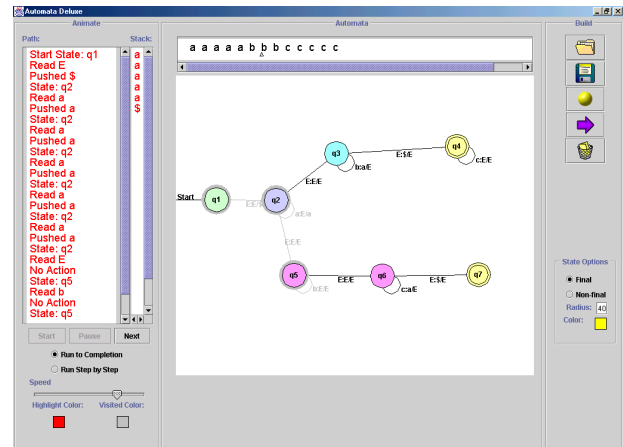 Automata Deluxe
Animate
Automata
Build
Path:
Stack:
Start State: q1
Read E
Pushed $
State: q2
Read a
Pushed a
State: q2
Read a
Pushed a
State: q2
Read a
Pushed a
State: q2
Read a
Pushed a
State: q2
Read a
Pushed a
State: q2
Read E
No Action
State: q5
Read b
No Action
State: q5
a
a
a
a
a
$
a a a a a b b b c c c c c
q3
q4
E:$/E
c:E/E
b:a/E
E:E/E
Start
q1
q2
a:E/a
E:E/E
q5
q6
q7
E:E/E
E:$/E
b:E/E
c:a/E
Start
Pause
Next
Run to Completion
Run Step by Step
Speed
Highlight Color:
Visited Color:
State Options
Final
Non-final
Radius: 40
Color: